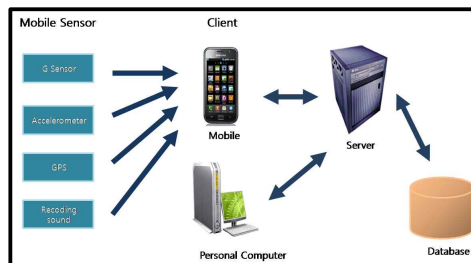 Mobile Sensor
Client
G Sensor
Accelerometer
GPS
Recoding
sound
Mobile
Server
Personal Computer
Database